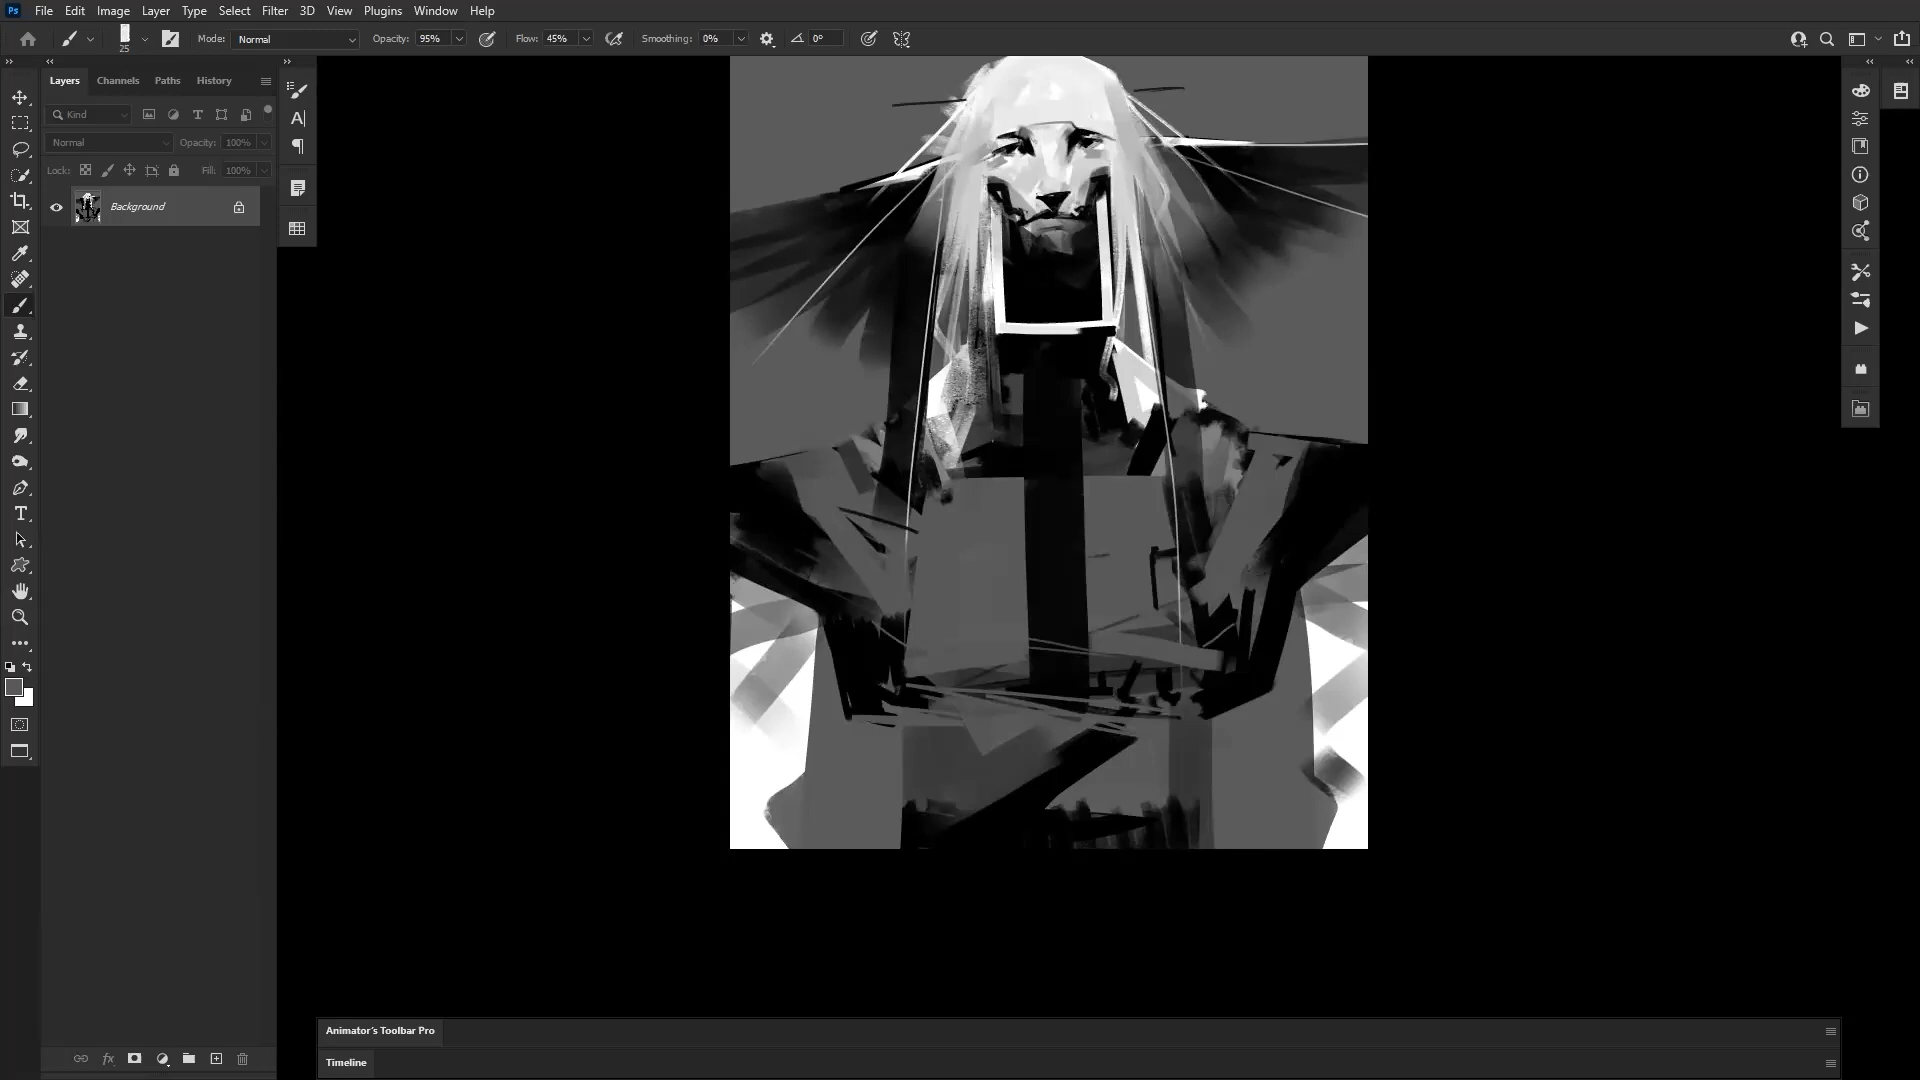 Ps File Edit Image Layer Type Select Filter 3D View Plugins Window Help
25 Mode: Normal Opacity: 95% Flow: 45% Smoothing: 0% 0°
Layers Channels Paths History
Kind
Normal Opacity: 100%
Lock: Fill: 100%
Background
Animator's Toolbar Pro
Timeline